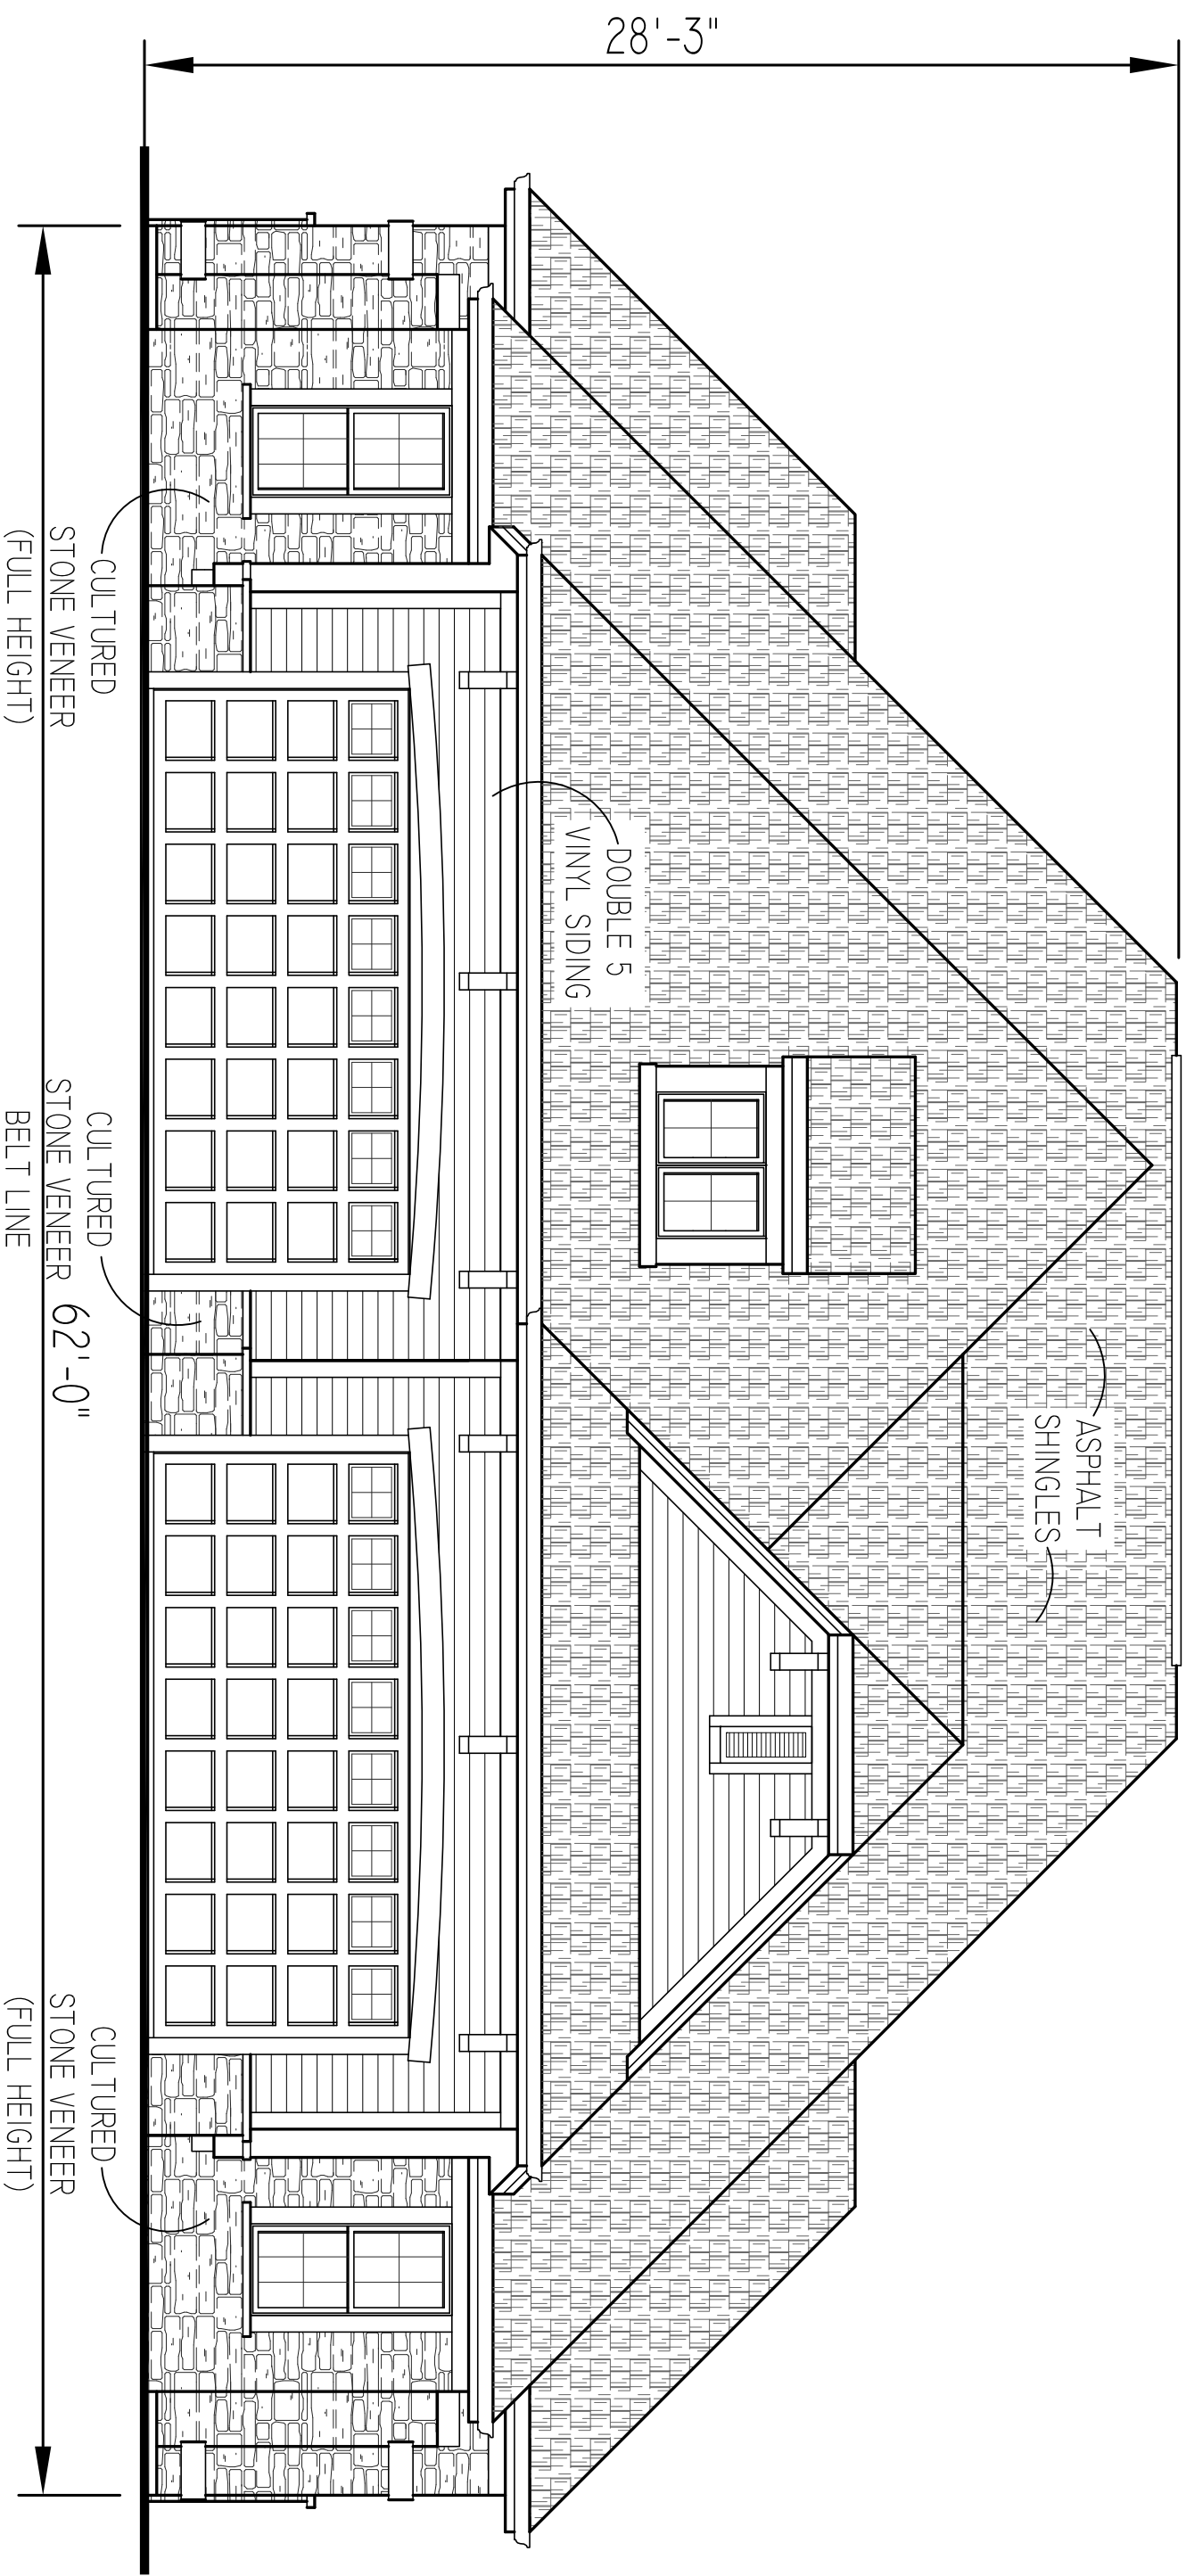 28'-3"
ASPHALT
SHINGLES
DOUBLE 5
VINYL SIDING
CULTURED
STONE VENEER
(FULL HEIGHT)
CULTURED
STONE VENEER
BELT LINE
62'-0"
CULTURED
STONE VENEER
(FULL HEIGHT)